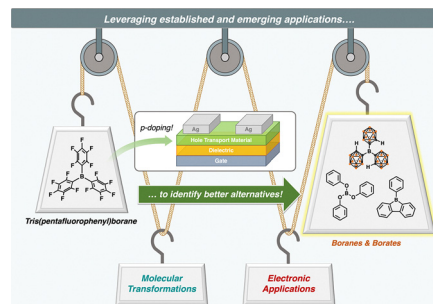 Leveraging established and emerging applications....
p-doping!
Ag
Ag
Hole Transport Material
Dielectric
Gate
F
F
F
F
F
F
F
F
F
B
F
F
F
F
F
F
Tris(pentafluorophenyl)borane
... to identify better alternatives!
H
H
B
H
O
O
B
O
B
Boranes & Borates
Molecular
Transformations
Electronic
Applications